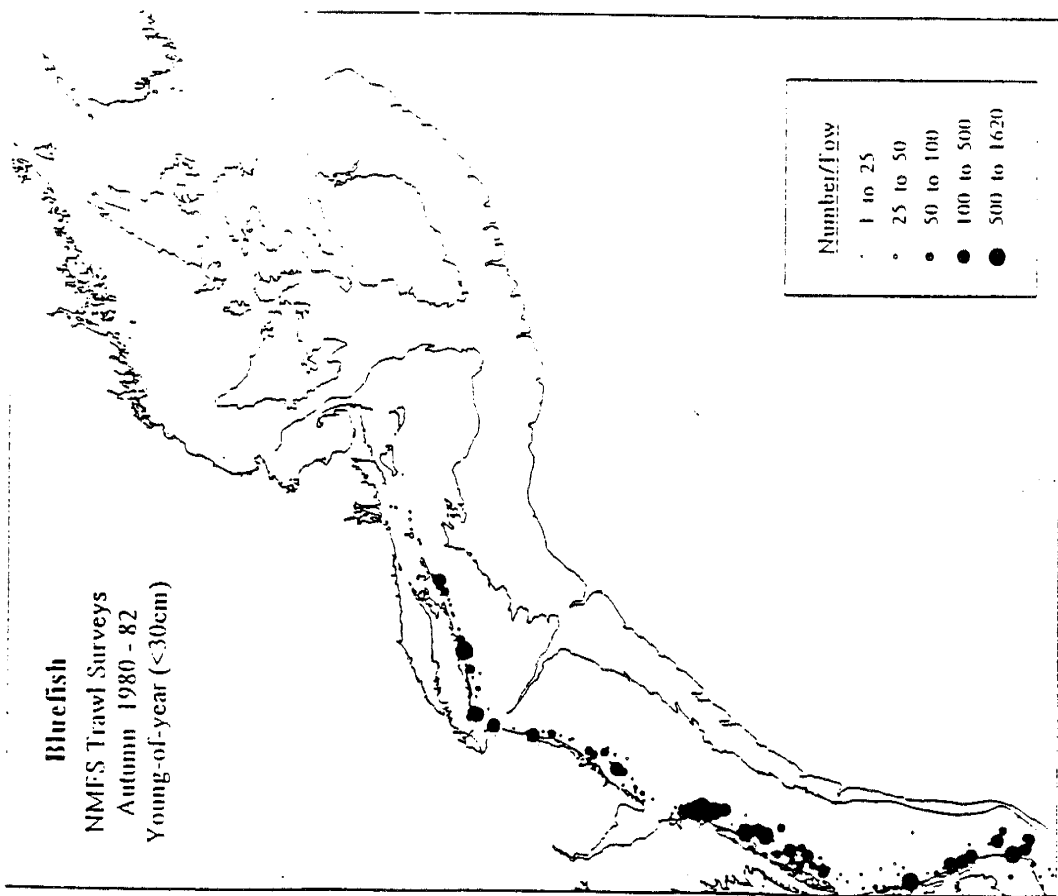 Bluefish
NMFS Trawl Surveys
Autumn 1980 - 82
Young-of-year (<30cm)
Number/Tow
1 to 25
25 to 50
50 to 100
100 to 500
500 to 1620